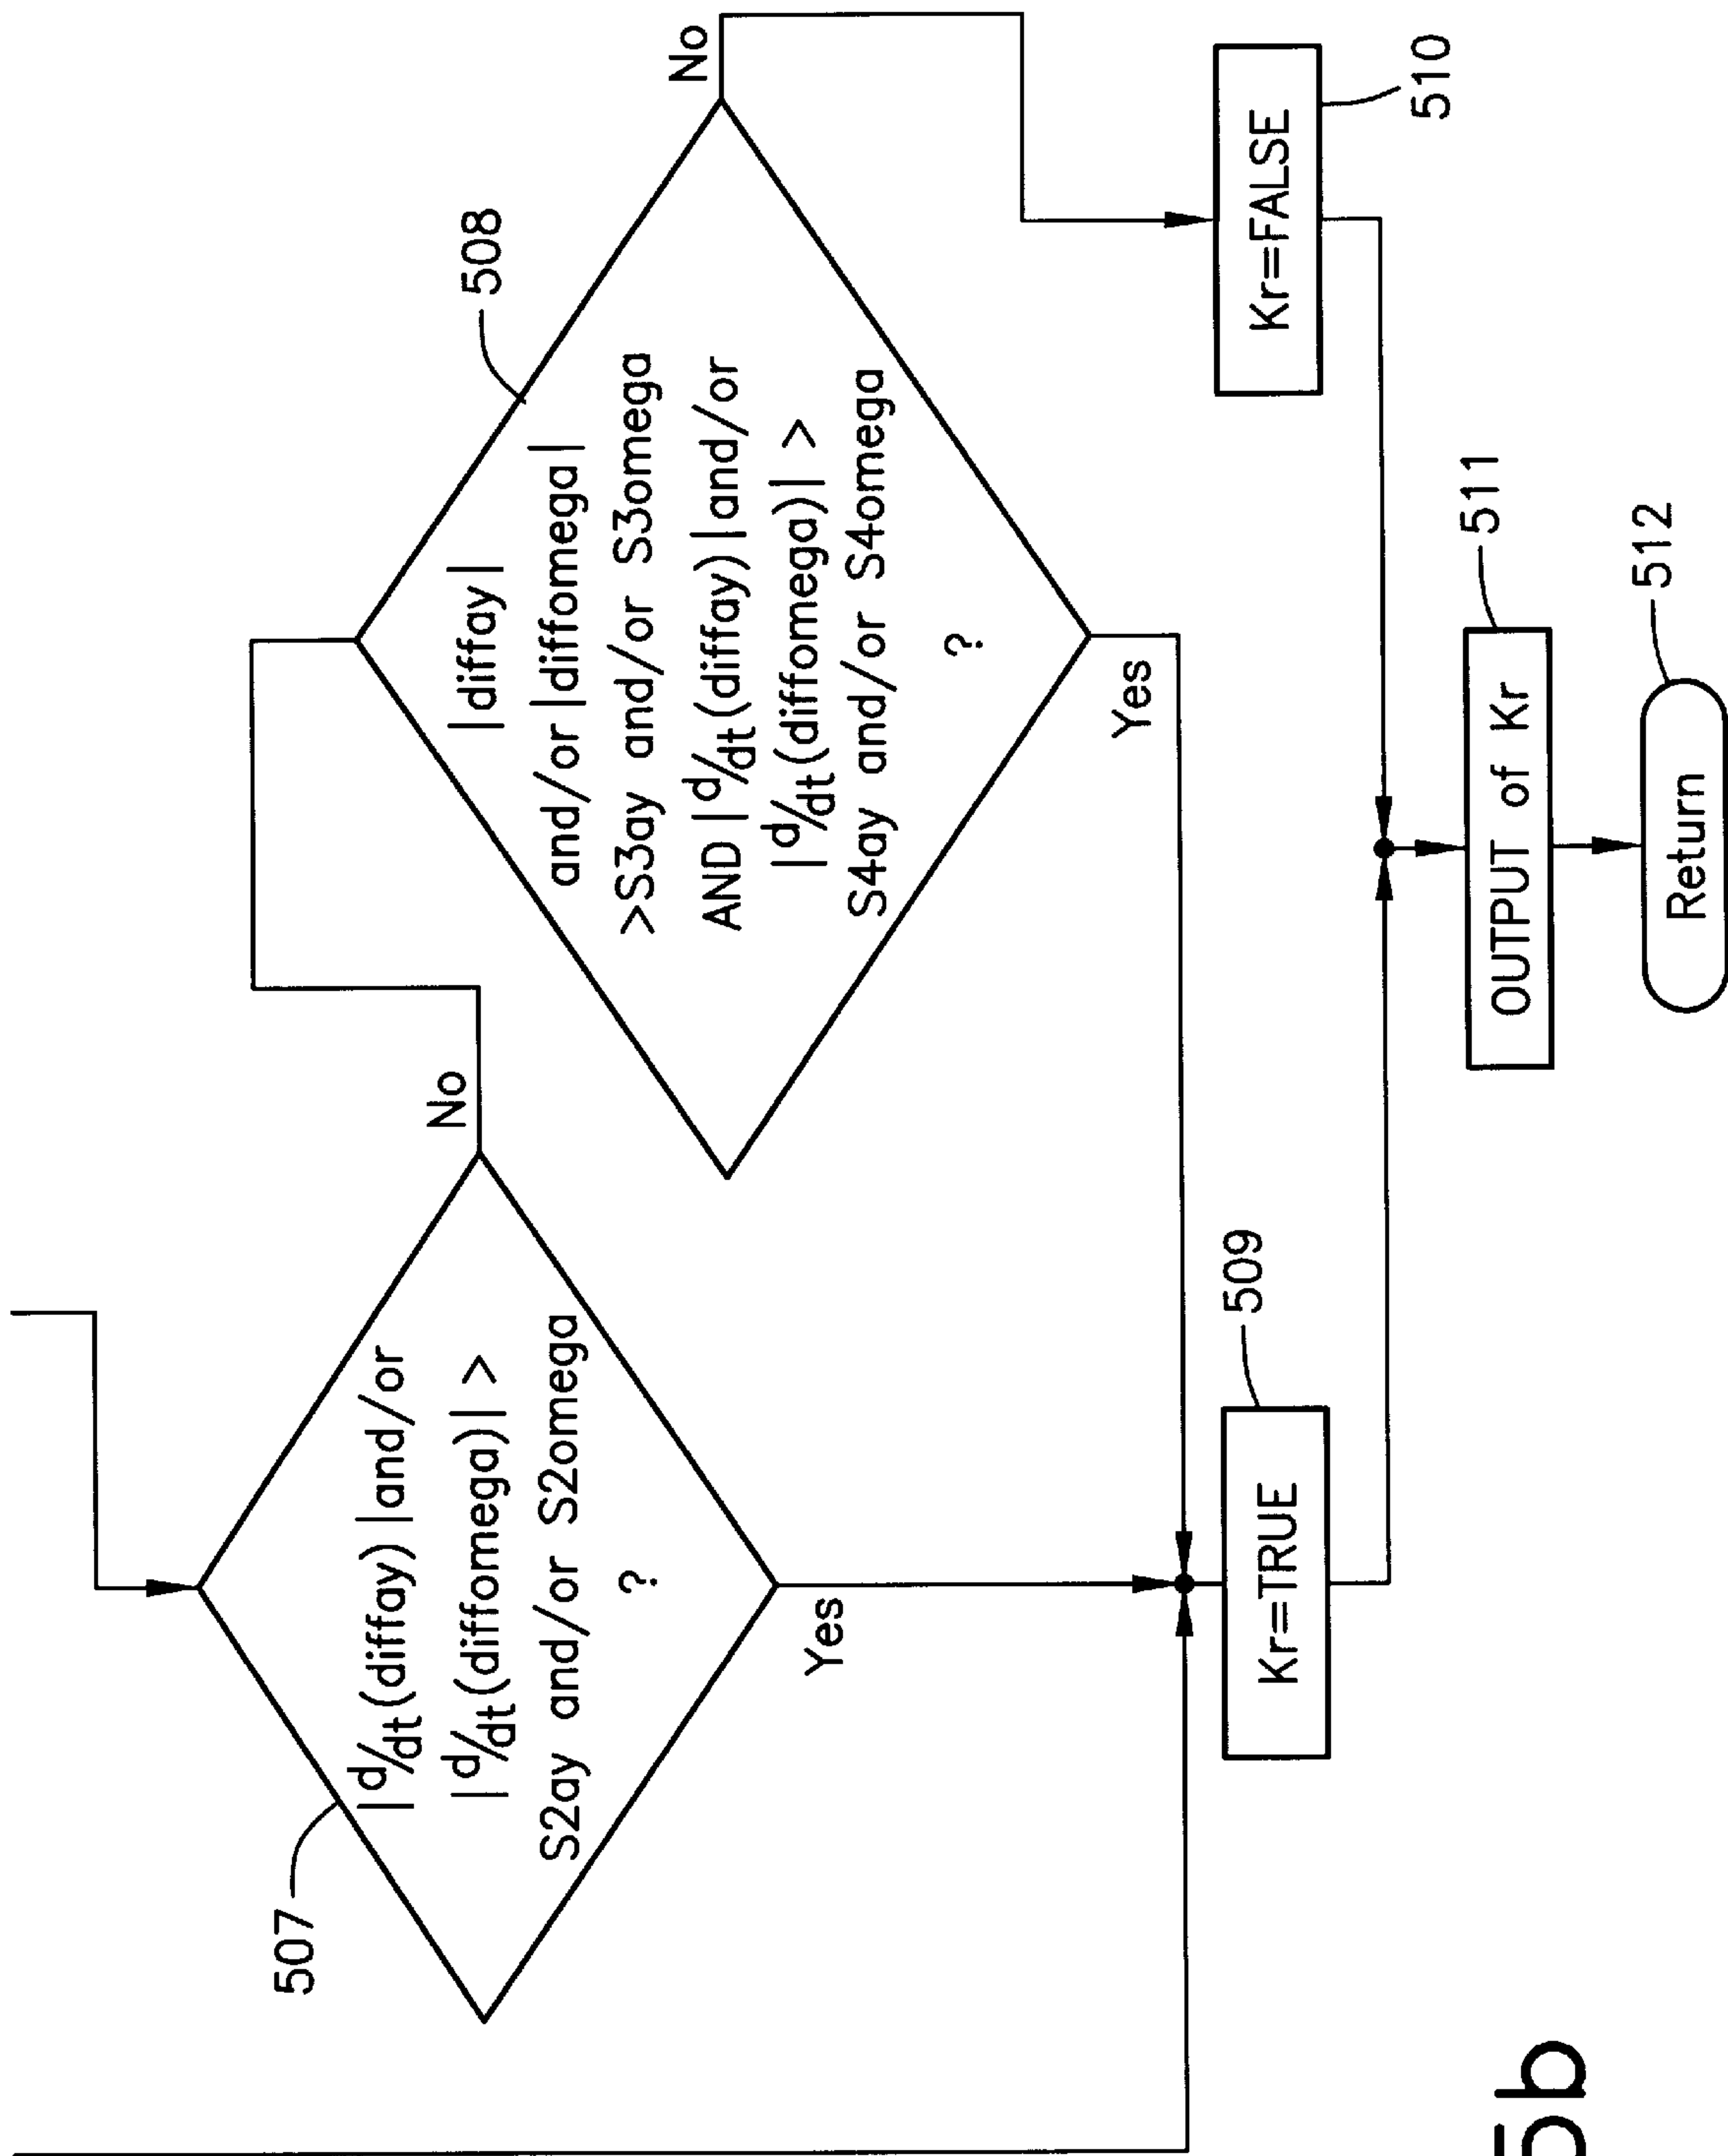 507
|d/dt(diffay)|and/or
|d/dt(diffomega)|>
S2ay and/or S2omega
?
No
Yes
508
|diffay|
and/or|diffomega|
>S3ay and/or S3omega
AND |d/dt(diffay)|and/or
|d/dt(diffomega)|>
S4ay and/or S4omega
?
No
Yes
509
Kr=TRUE
Kr=FALSE
510
511
OUTPUT of Kr
512
Return
5b